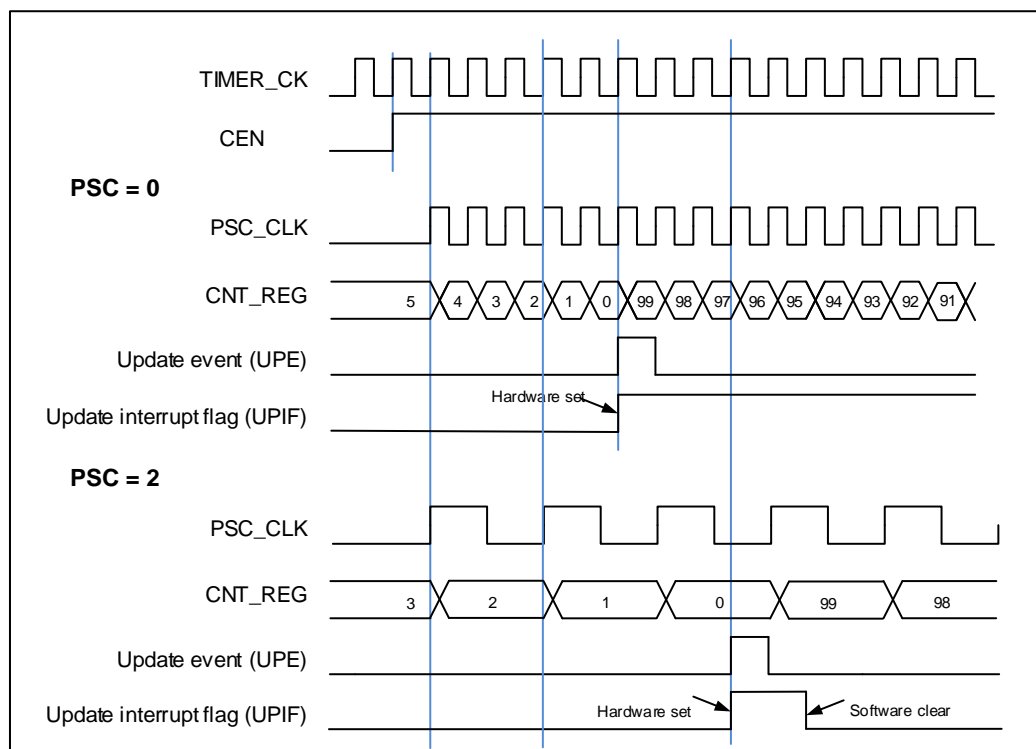 TIMER_CK
CEN
PSC = 0
PSC_CLK
CNT_REG 5 4 3 2 1 0 99 98 97 96 95 94 93 92 91
Update event (UPE)
Hardware set
Update interrupt flag (UPIF)
PSC = 2
PSC_CLK
CNT_REG 3 2 1 0 99 98
Update event (UPE)
Update interrupt flag (UPIF) Hardware set Software clear